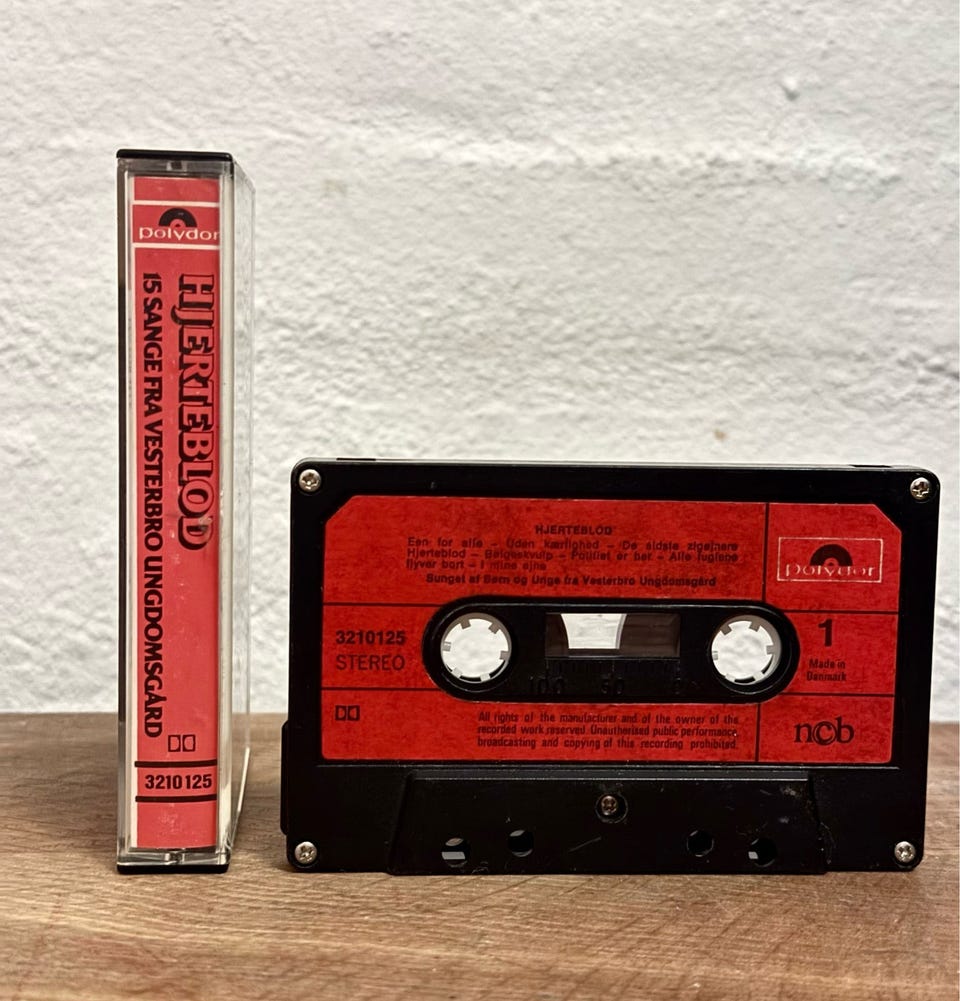 polydor
HJERTEBLOD
15 SANGE FRA VESTERBRO UNGDOMSGÅRD
3210125
"HJERTEBLOD"
Een for alle – Uden kærlighed – De sidste zigøjnere
Hjerteblod – Bølgeskvulp – Politiet er her – Alle fuglene
flyver bort – I mine øjne
Sunget af Børn og Unge fra Vesterbro Ungdomsgård
polydor
3210125
STEREO
100 50 0
1
Made in
Danmark
All rights of the manufacturer and of the owner of the
recorded work reserved. Unauthorised public performance,
broadcasting and copying of this recording prohibited.
ncb